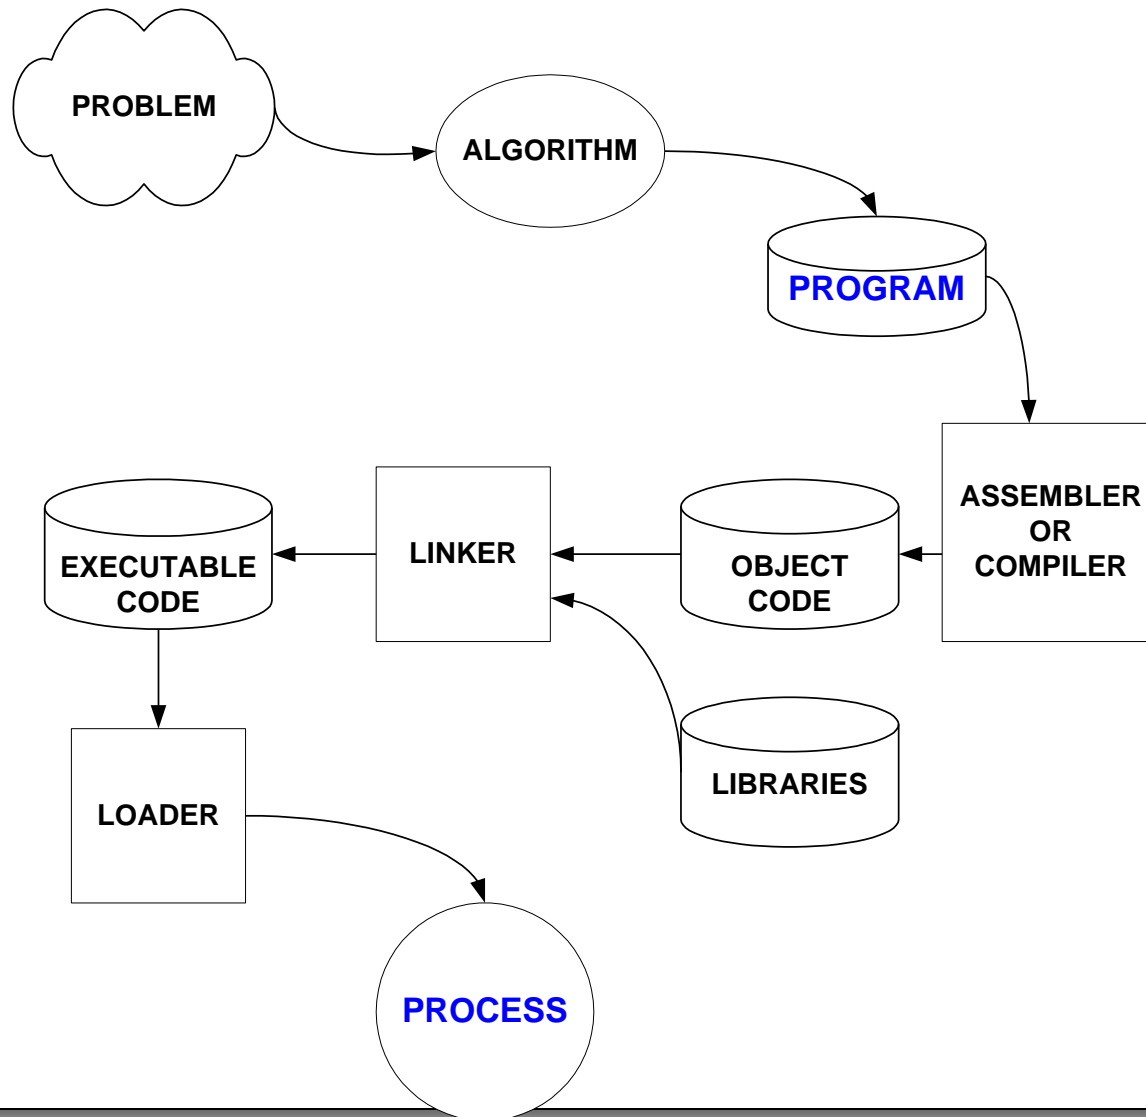 PROBLEM
ALGORITHM
PROGRAM
ASSEMBLER
OR
COMPILER
OBJECT
CODE
LINKER
EXECUTABLE
CODE
LIBRARIES
LOADER
PROCESS